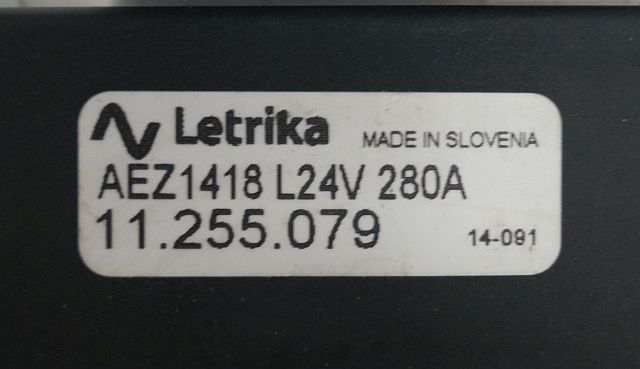 Letrika MADE IN SLOVENIA
AEZ1418 L24V 280A
11.255.079 14-091